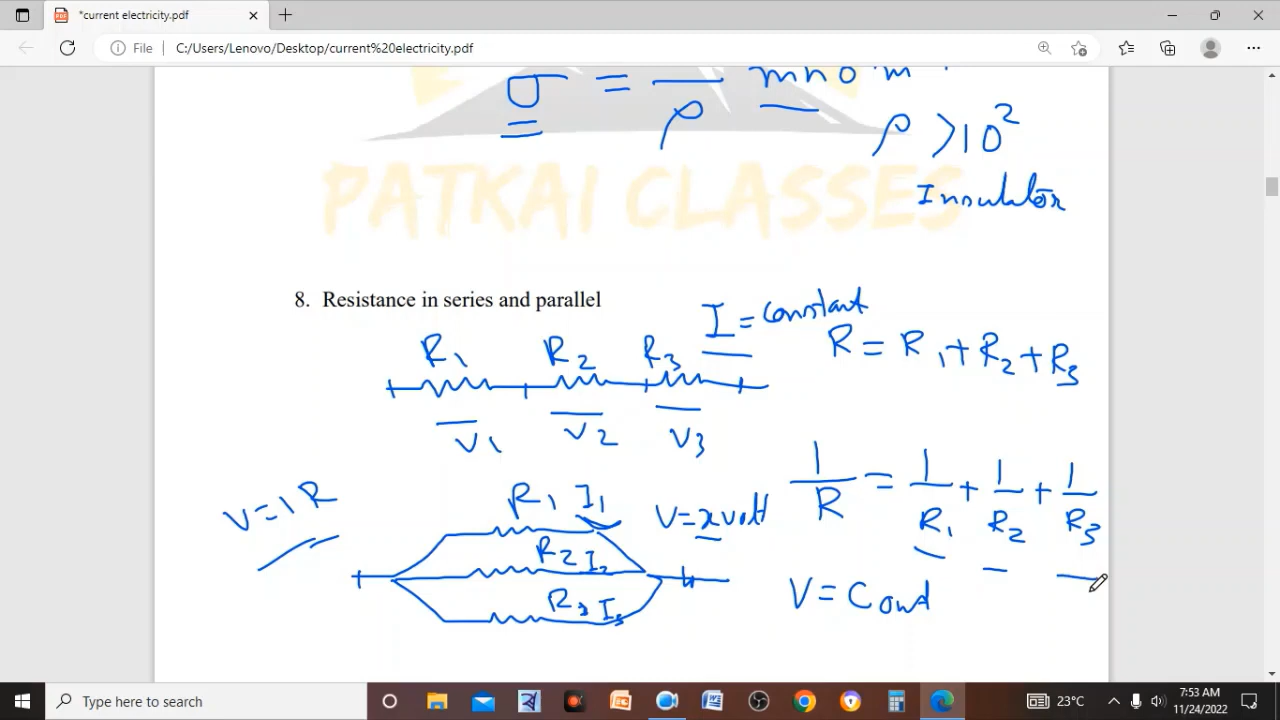 *current electricity.pdf
File C:/Users/Lenovo/Desktop/current%20electricity.pdf
σ = ρ mho m
ρ > 10²
PATKAI CLASSES
Insulator
8. Resistance in series and parallel
I = constant
R₁ R₂ R₃
R = R₁ + R₂ + R₃
V₁ V₂ V₃
1/R = 1/R₁ + 1/R₂ + 1/R₃
V = IR
R₁ I₁
V = x volt
R₂ I₂
R₃ I₃
V = Const
Type here to search
23°C
7:53 AM
11/24/2022